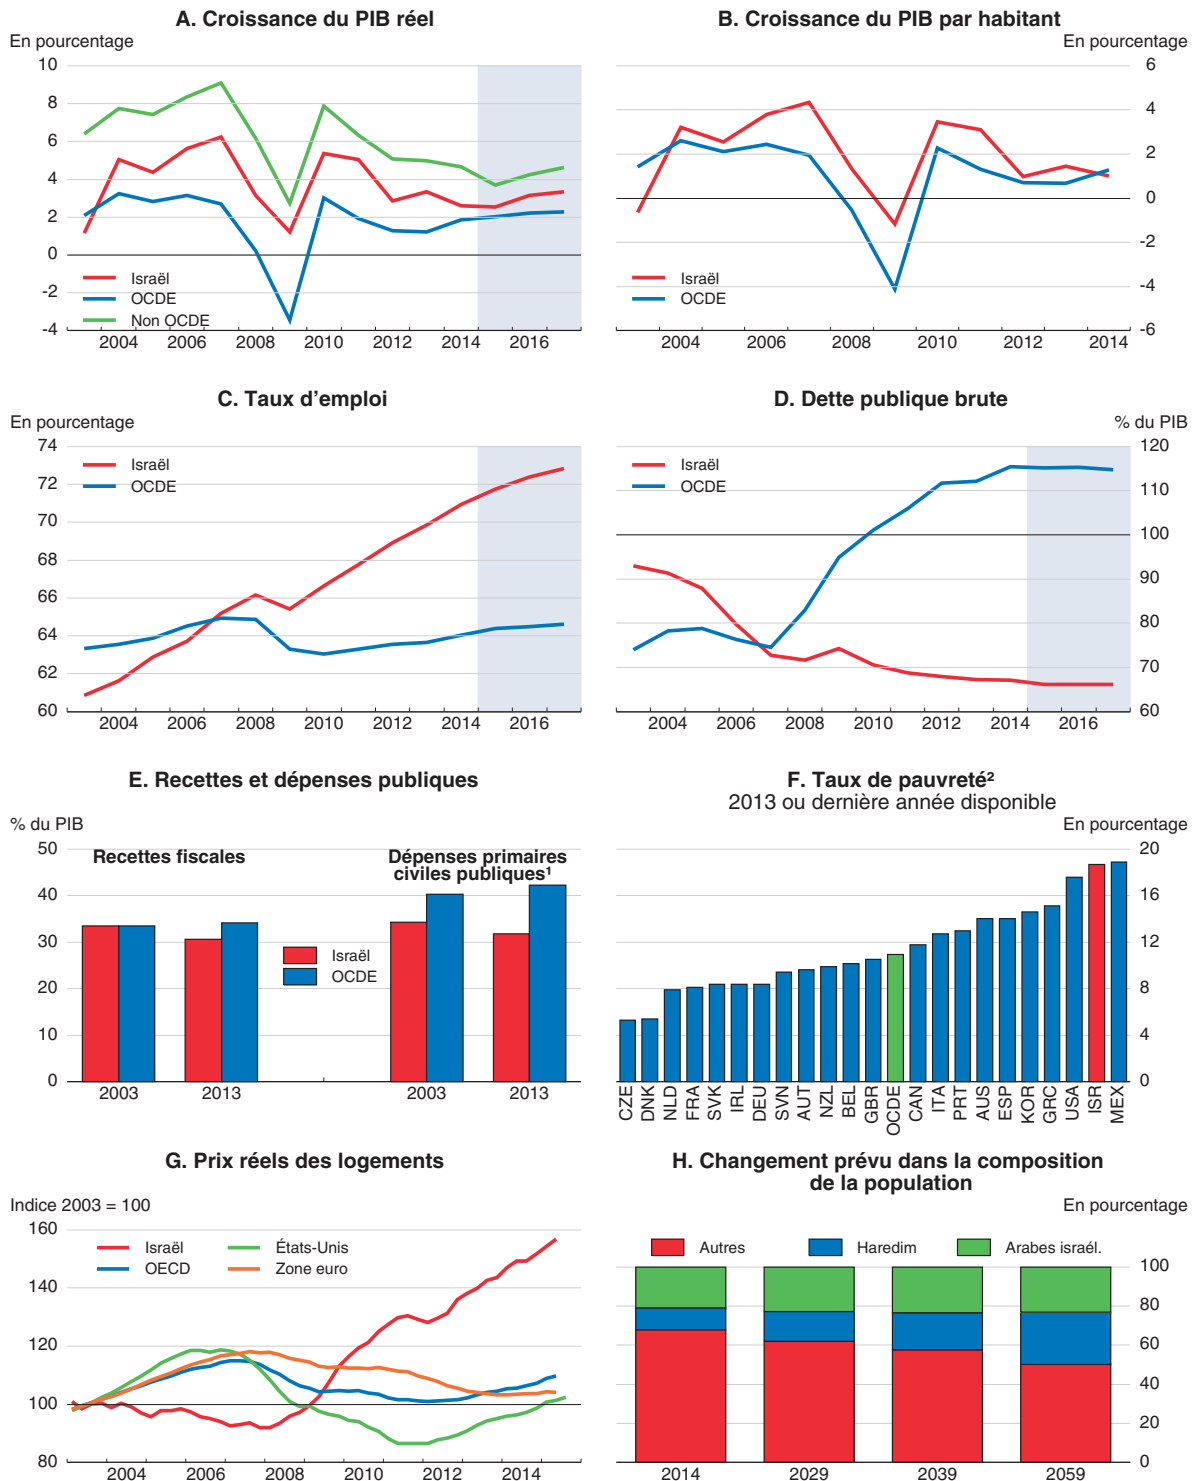 A. Croissance du PIB réel
En pourcentage
10
8
6
4
2
0
-2
-4
Israël
OCDE
Non OCDE
2004 2006 2008 2010 2012 2014 2016
B. Croissance du PIB par habitant
En pourcentage
6
4
2
0
-2
-4
-6
Israël
OCDE
2004 2006 2008 2010 2012 2014
C. Taux d'emploi
En pourcentage
74
72
70
68
66
64
62
60
Israël
OCDE
2004 2006 2008 2010 2012 2014 2016
D. Dette publique brute
% du PIB
120
110
100
90
80
70
60
Israël
OCDE
2004 2006 2008 2010 2012 2014 2016
E. Recettes et dépenses publiques
% du PIB
50
40
30
20
10
0
Recettes fiscales
Dépenses primaires
civiles publiques¹
Israël
OCDE
2003 2013 2003 2013
F. Taux de pauvreté²
2013 ou dernière année disponible
En pourcentage
20
16
12
8
4
0
CZE DNK NLD FRA SVK IRL DEU SVN AUT NZL BEL GBR OCDE CAN ITA PRT AUS ESP KOR GRC USA ISR MEX
G. Prix réels des logements
Indice 2003 = 100
160
140
120
100
80
Israël États-Unis
OECD Zone euro
2004 2006 2008 2010 2012 2014
H. Changement prévu dans la composition
de la population
En pourcentage
Autres Haredim Arabes israél.
100
80
60
40
20
0
2014 2029 2039 2059